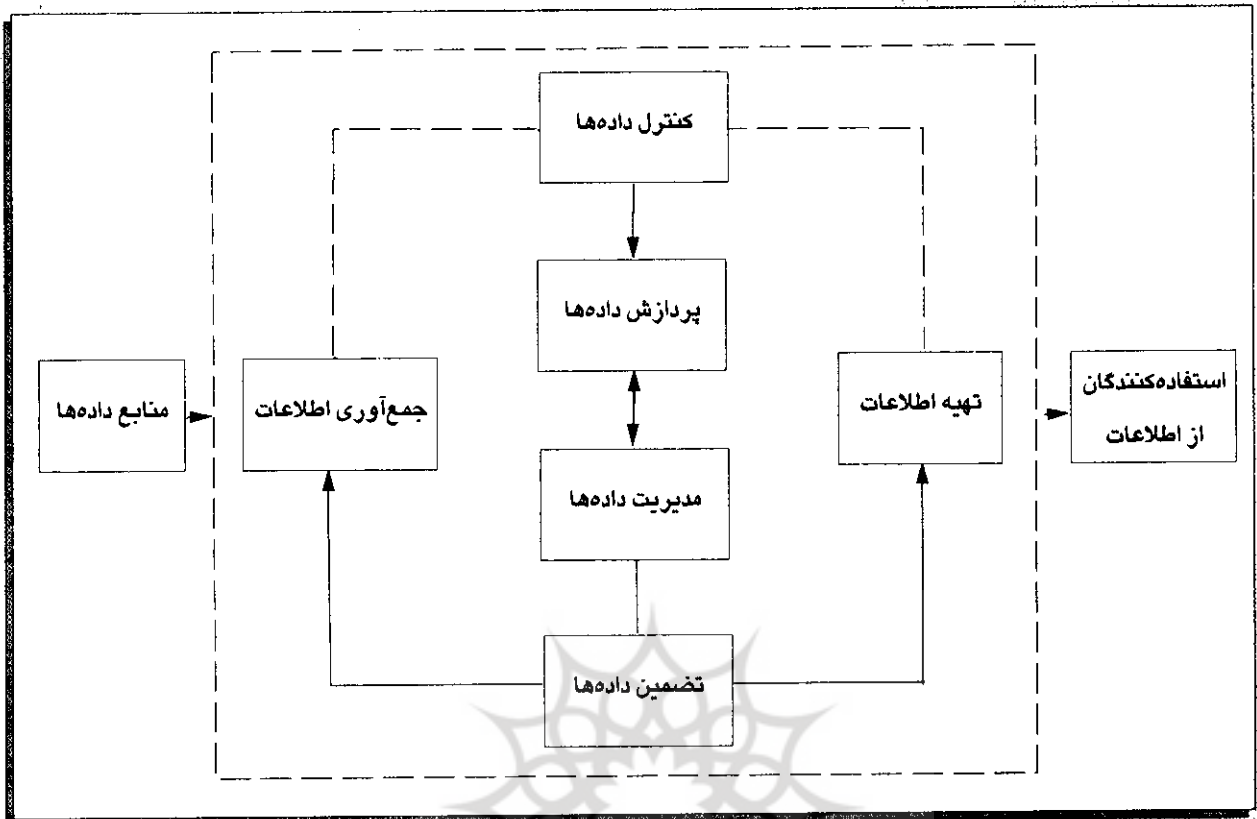 کنترل داده‌ها
پردازش داده‌ها
منابع داده‌ها
جمع‌آوری اطلاعات
تهیه اطلاعات
استفاده‌کنندگان
از اطلاعات
مدیریت داده‌ها
تضمین داده‌ها